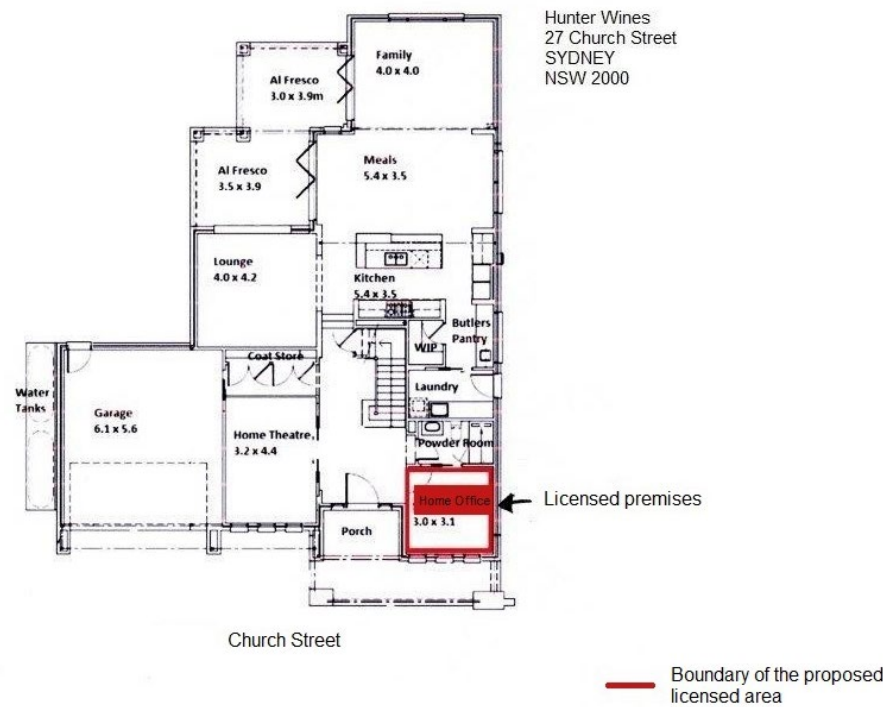 Hunter Wines
27 Church Street
SYDNEY
NSW 2000
Family
4.0 x 4.0
Al Fresco
3.0 x 3.9m
Meals
5.4 x 3.5
Al Fresco
3.5 x 3.9
Lounge
4.0 x 4.2
Kitchen
5.4 x 3.5
Butlers
Pantry
WIP
Coat Store
Laundry
Water
Tanks
Garage
6.1 x 5.6
Home Theatre
3.2 x 4.4
Powder Room
Home Office
3.0 x 3.1
Licensed premises
Porch
Church Street
Boundary of the proposed
licensed area